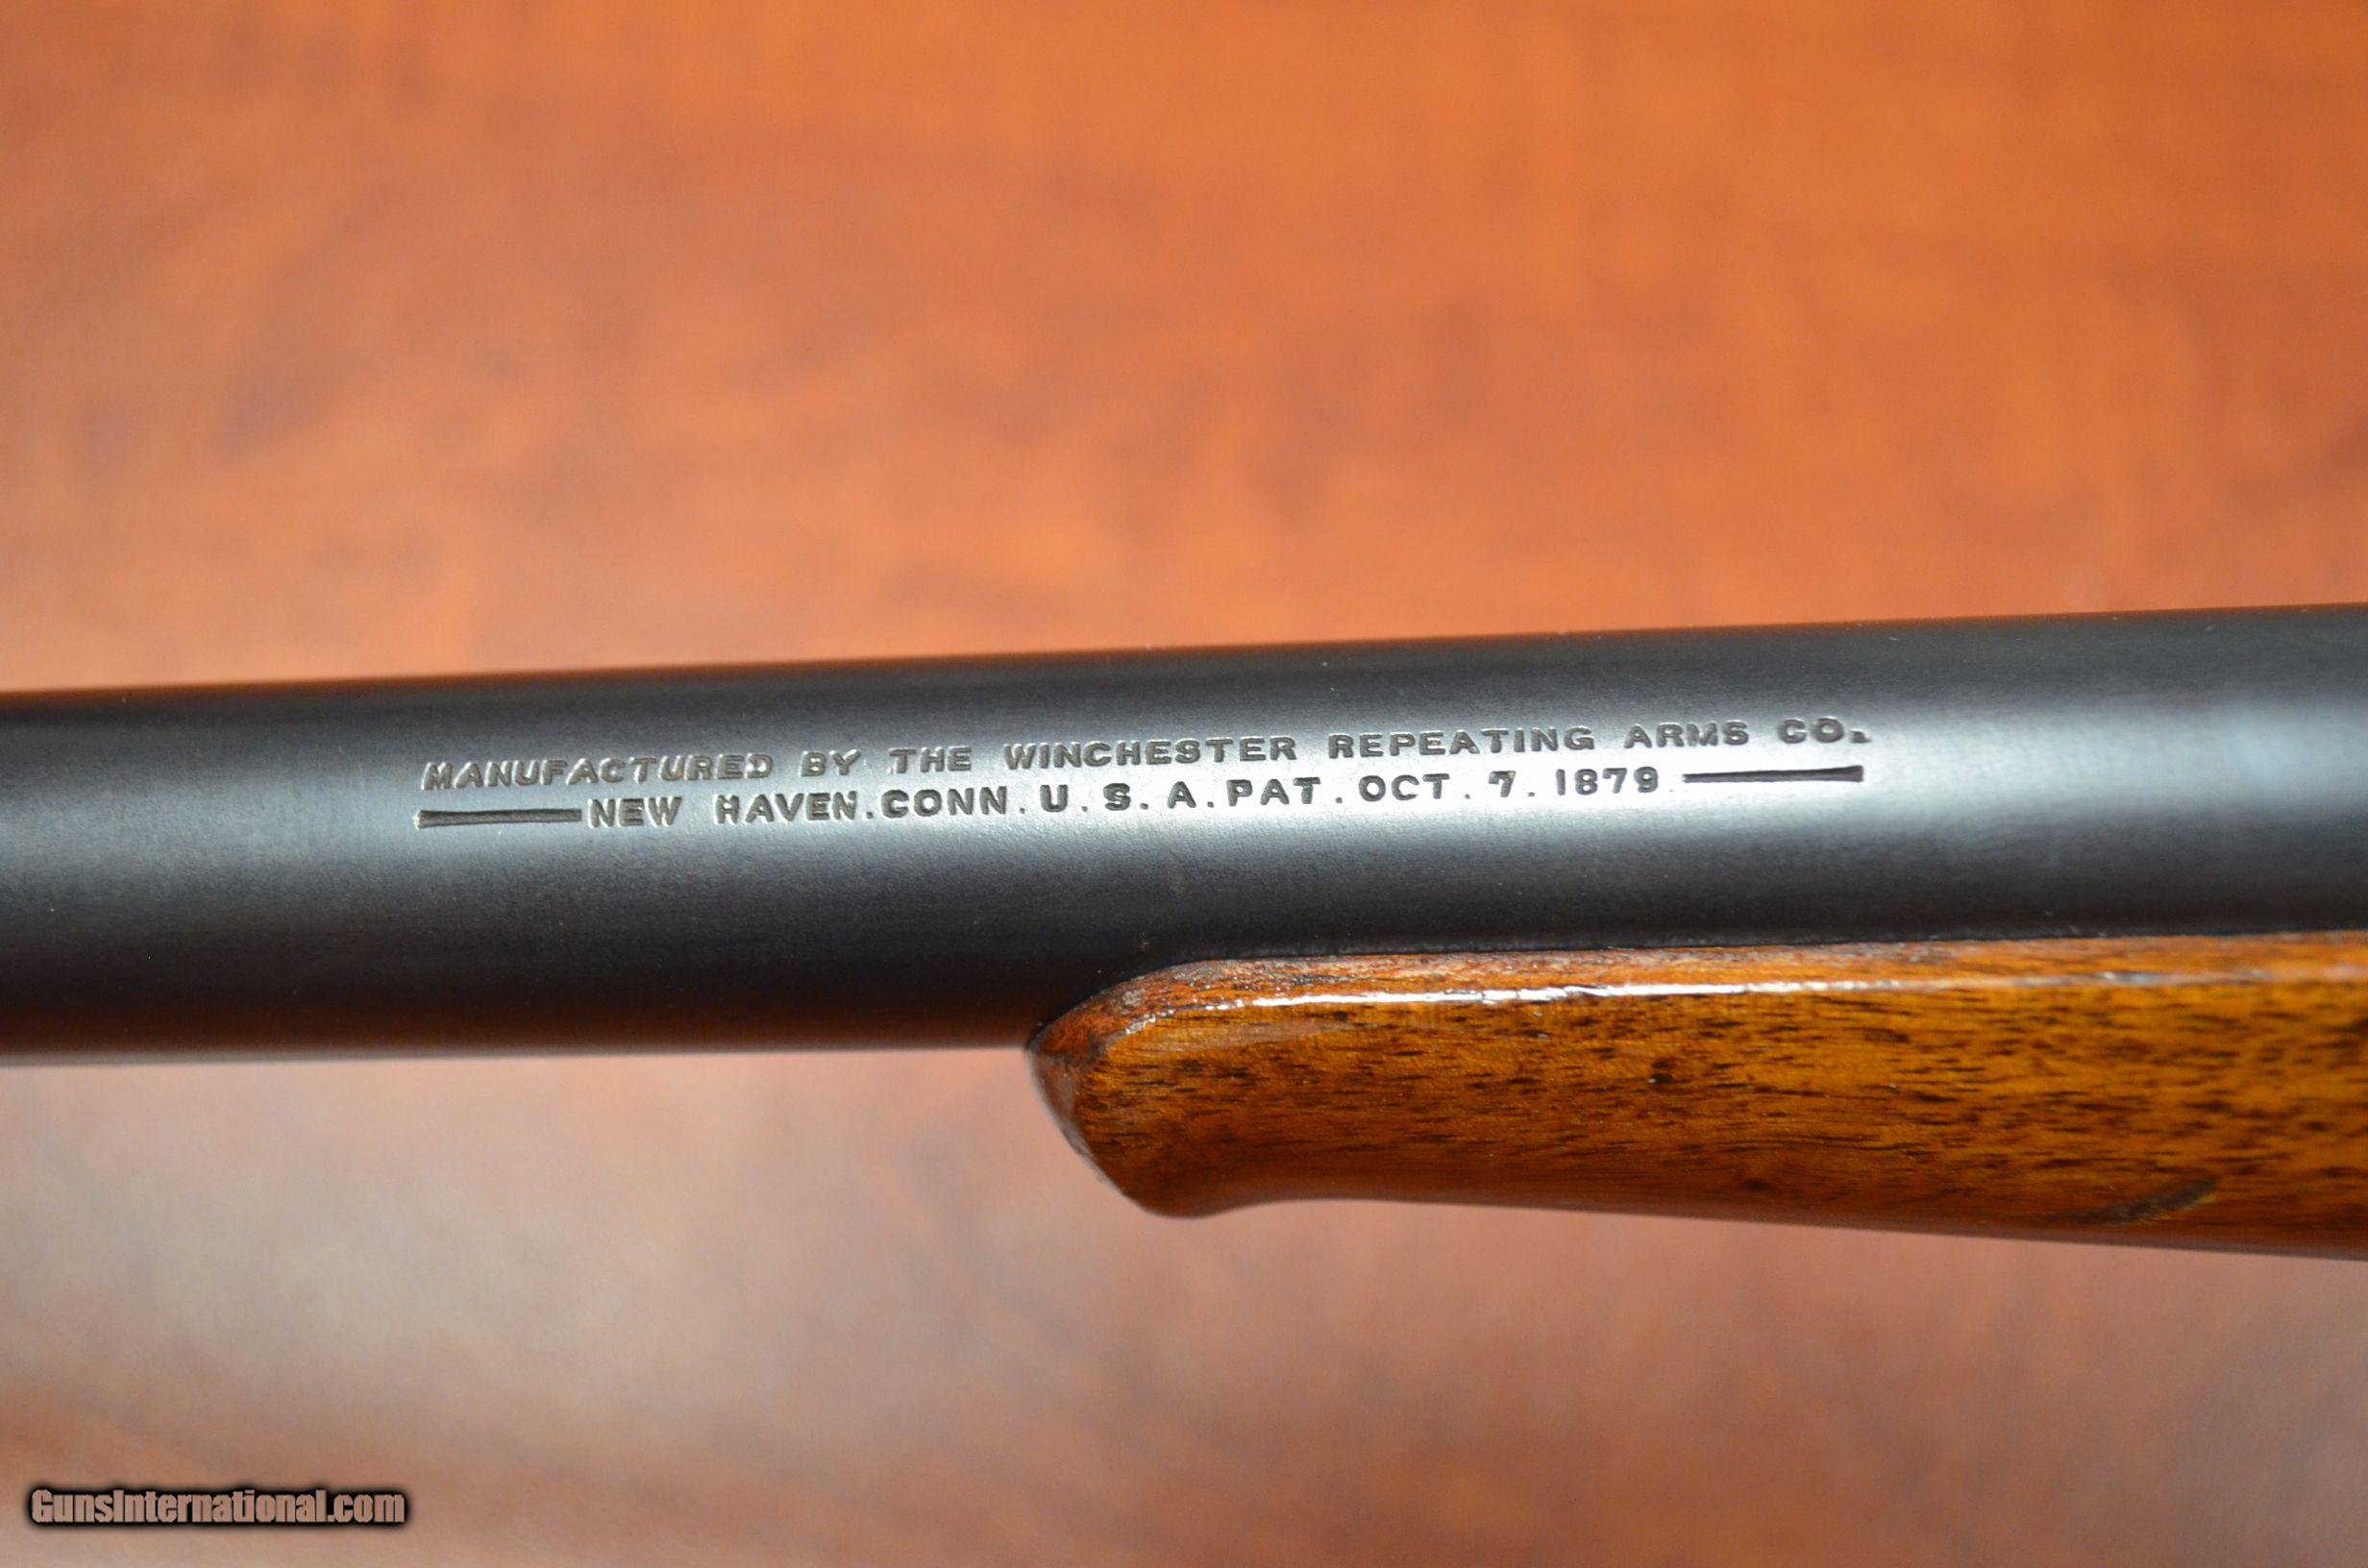 MANUFACTURED BY THE WINCHESTER REPEATING ARMS CO.
NEW HAVEN. CONN. U. S. A. PAT. OCT. 7. 1879
GunsInternational.com